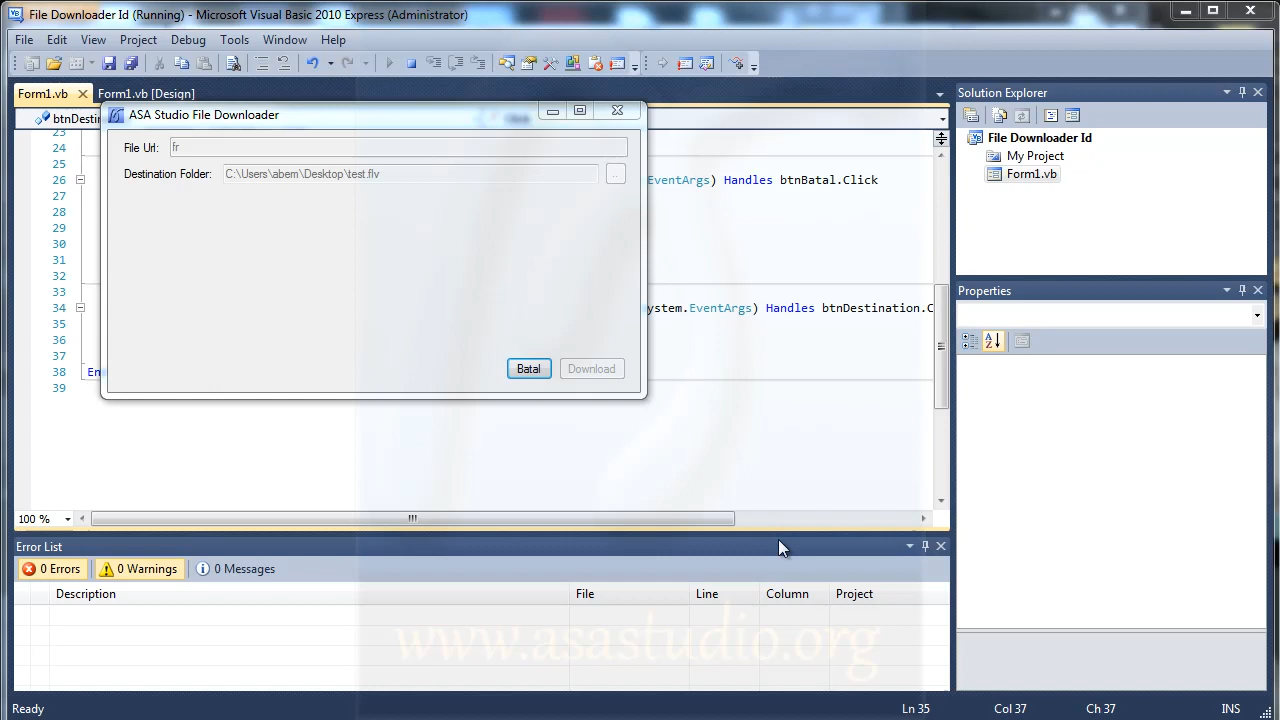 File Downloader Id (Running) - Microsoft Visual Basic 2010 Express (Administrator)
File Edit View Project Debug Tools Window Help
Form1.vb Form1.vb [Design]
ASA Studio File Downloader
File Url: fr
Destination Folder: C:\Users\abem\Desktop\test.flv ..
Batal Download
btnDestin Click
23
24
25
26 EventArgs) Handles btnBatal.Click
27
28
29
30
31
32
33
34 ystem.EventArgs) Handles btnDestination.C
35
36
37
38 En
39
100 %
Solution Explorer
File Downloader Id
My Project
Form1.vb
Properties
Error List
0 Errors 0 Warnings 0 Messages
Description File Line Column Project
www.asastudio.org
Ready Ln 35 Col 37 Ch 37 INS